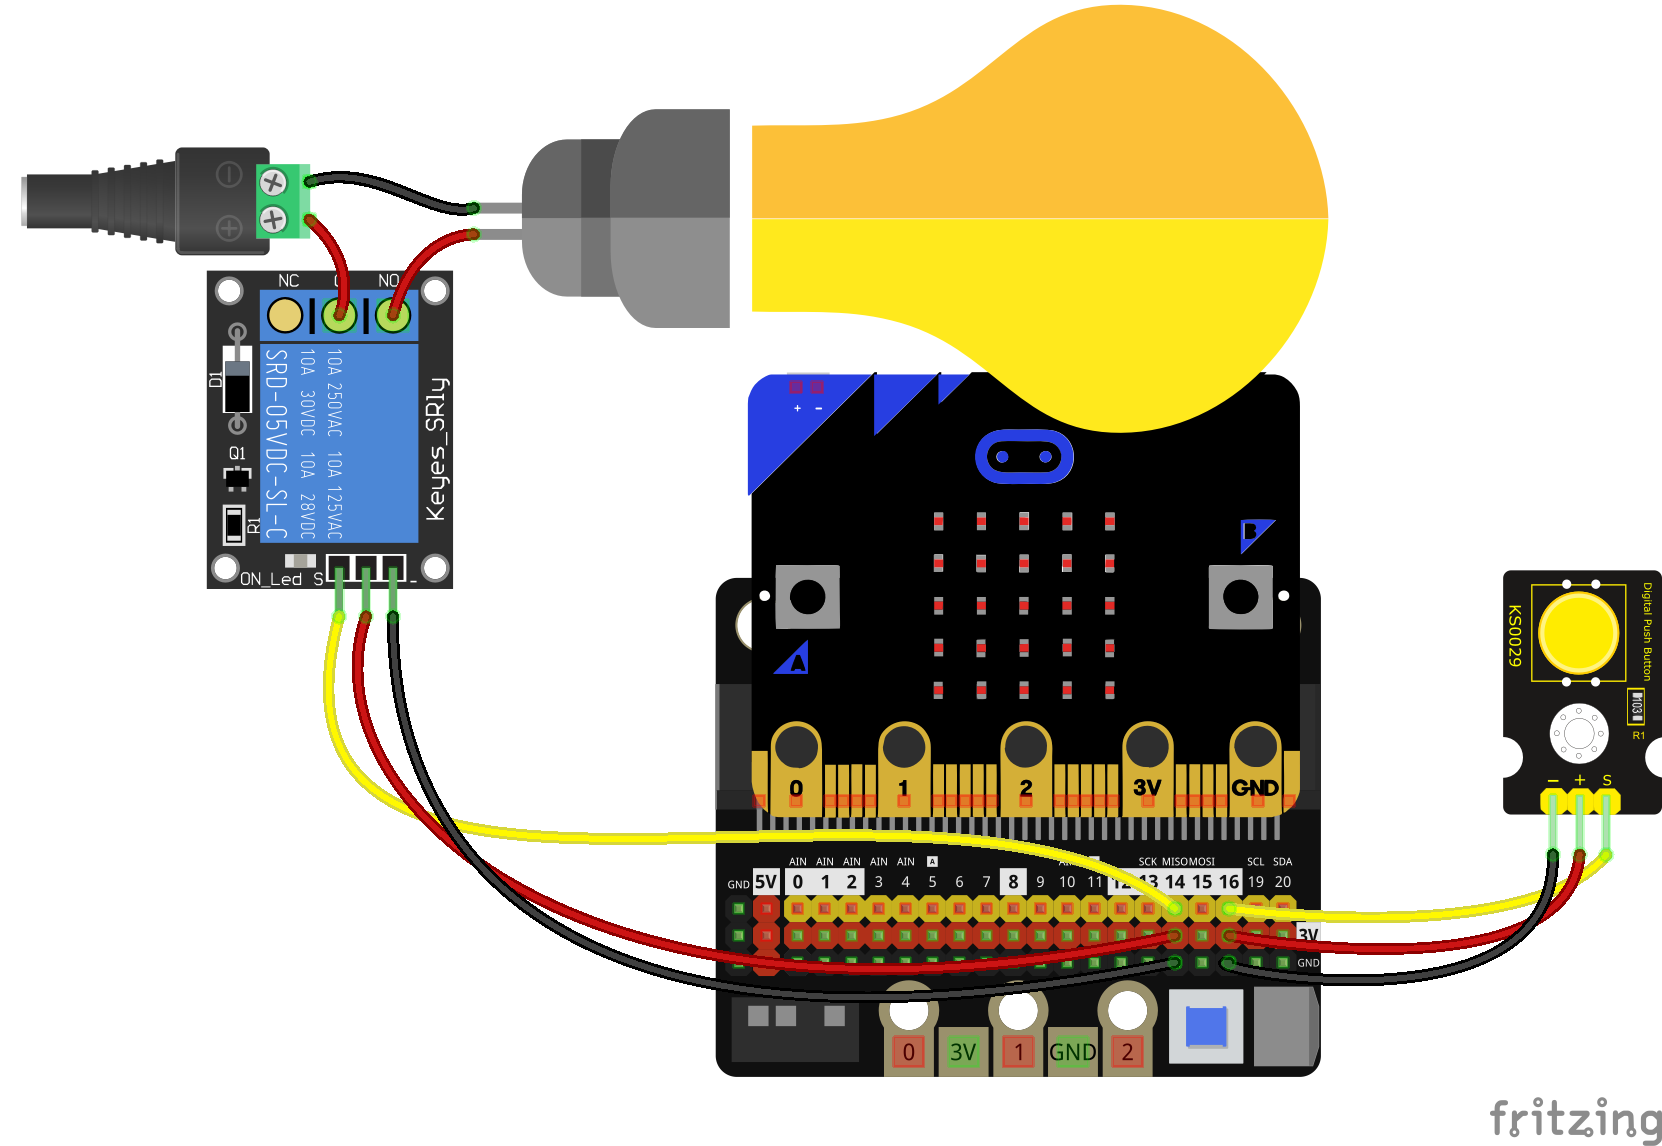 − +
NC NO
D1
SRD-05VDC-SL-C
10A 30VDC 10A 28VDC
10A 250VAC 10A 125VAC
Keyes_SRly
Q1
R1
ON_Led S -
+ -
B
A
0 1 2 3V GND
KS0029
Digital Push Button
103
R1
− + S
AIN AIN AIN AIN AIN A SCK MISO MOSI SCL SDA
GND 5V 0 1 2 3 4 5 6 7 8 9 10 11 12 13 14 15 16 19 20
3V
GND
0 3V 1 GND 2
fritzing